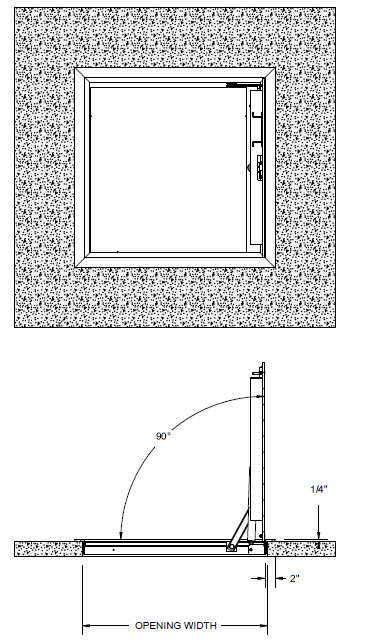 90°
1/4"
2"
OPENING WIDTH